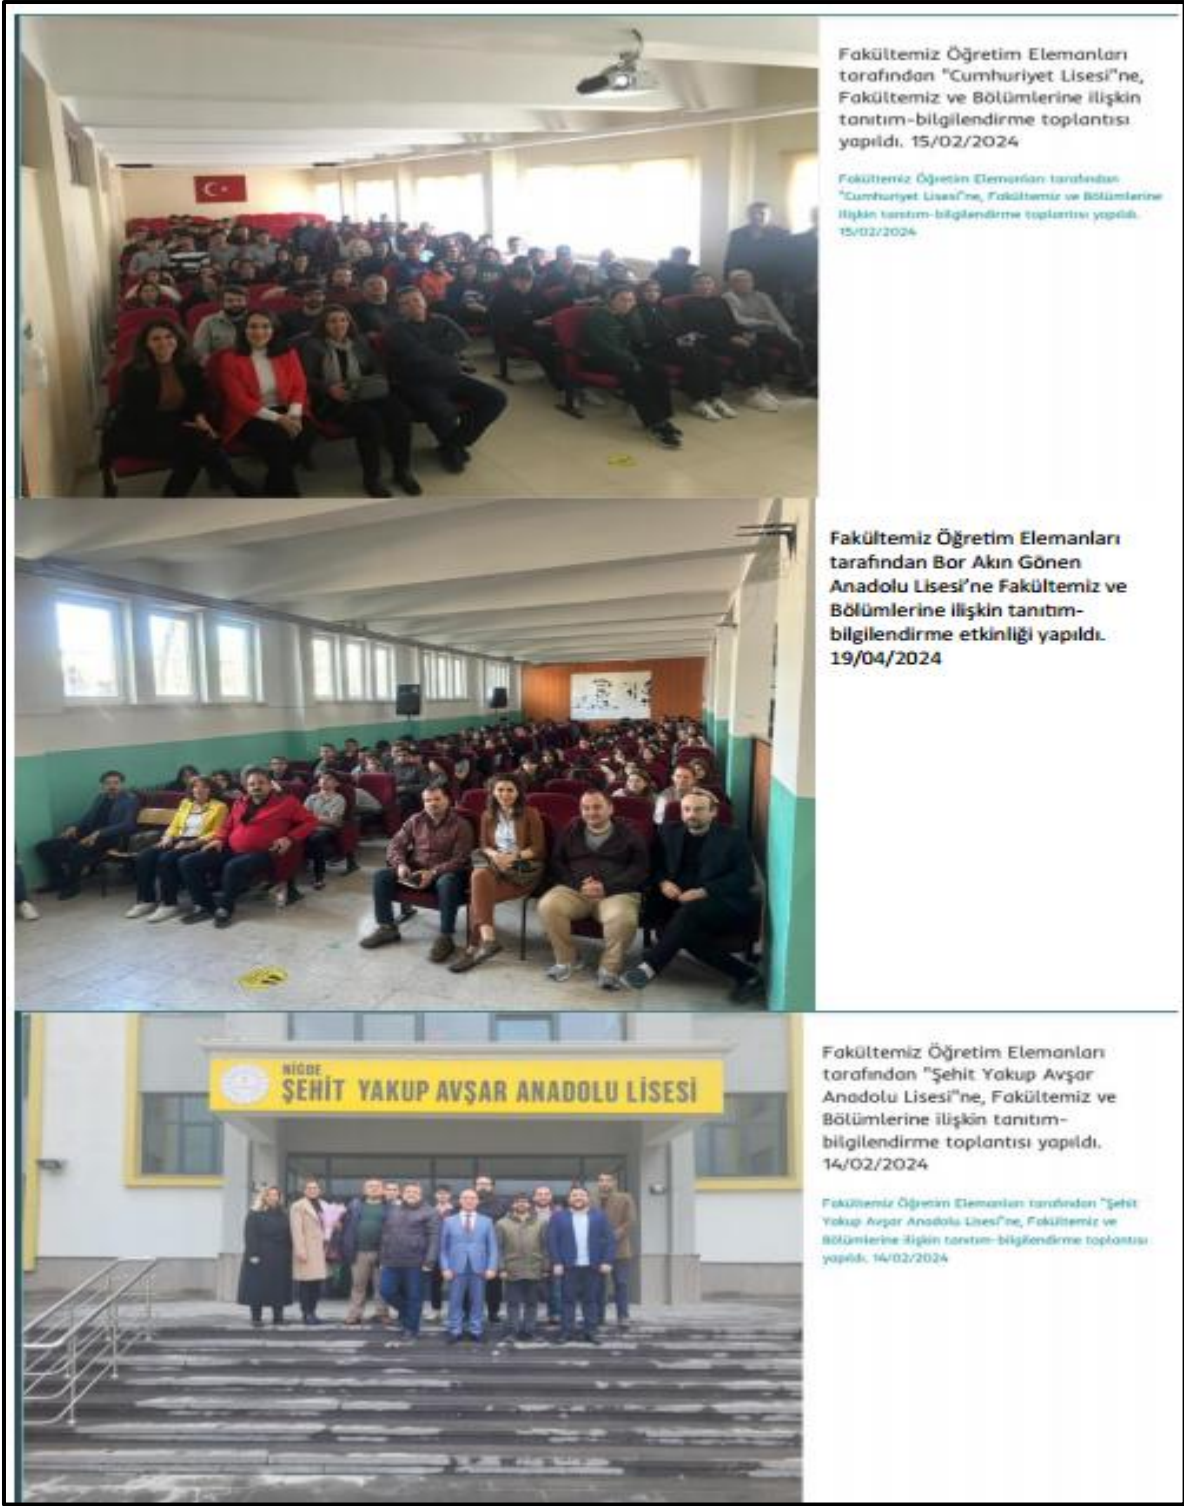 Fakültemiz Öğretim Elemanları
tarafından "Cumhuriyet Lisesi"ne,
Fakültemiz ve Bölümlerine ilişkin
tanıtım-bilgilendirme toplantısı
yapıldı. 15/02/2024
Fakültemiz Öğretim Elemanları tarafından
"Cumhuriyet Lisesi"ne, Fakültemiz ve Bölümlerine
ilişkin tanıtım-bilgilendirme toplantısı yapıldı.
15/02/2024
Fakültemiz Öğretim Elemanları
tarafından Bor Akın Gönen
Anadolu Lisesi'ne Fakültemiz ve
Bölümlerine ilişkin tanıtım-
bilgilendirme etkinliği yapıldı.
19/04/2024
NİĞDE
ŞEHİT YAKUP AVŞAR ANADOLU LİSESİ
Fakültemiz Öğretim Elemanları
tarafından "Şehit Yakup Avşar
Anadolu Lisesi"ne, Fakültemiz ve
Bölümlerine ilişkin tanıtım-
bilgilendirme toplantısı yapıldı.
14/02/2024
Fakültemiz Öğretim Elemanları tarafından "Şehit
Yakup Avşar Anadolu Lisesi"ne, Fakültemiz ve
Bölümlerine ilişkin tanıtım-bilgilendirme toplantısı
yapıldı. 14/02/2024